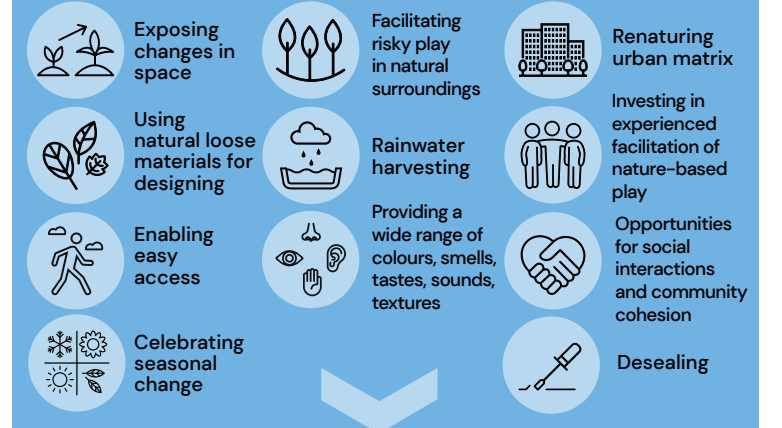 Exposing
changes in
space
Using
natural loose
materials for
designing
Enabling
easy
access
Celebrating
seasonal
change
Facilitating
risky play
in natural
surroundings
Rainwater
harvesting
Providing a
wide range of
colours, smells,
tastes, sounds,
textures
Renaturing
urban matrix
Investing in
experienced
facilitation of
nature-based
play
Opportunities
for social
interactions
and community
cohesion
Desealing